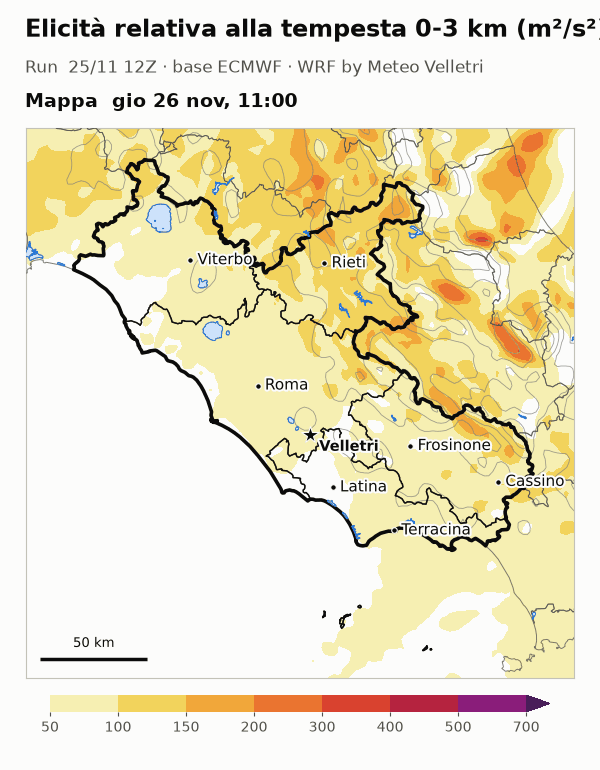 Elicità relativa alla tempesta 0-3 km (m²/s²)
Run  25/11 12Z · base ECMWF · WRF by Meteo Velletri
Mappa  gio 26 nov, 11:00
Viterbo
Rieti
Roma
Velletri
Frosinone
Cassino
Latina
Terracina
50 km
50 100 150 200 300 400 500 700